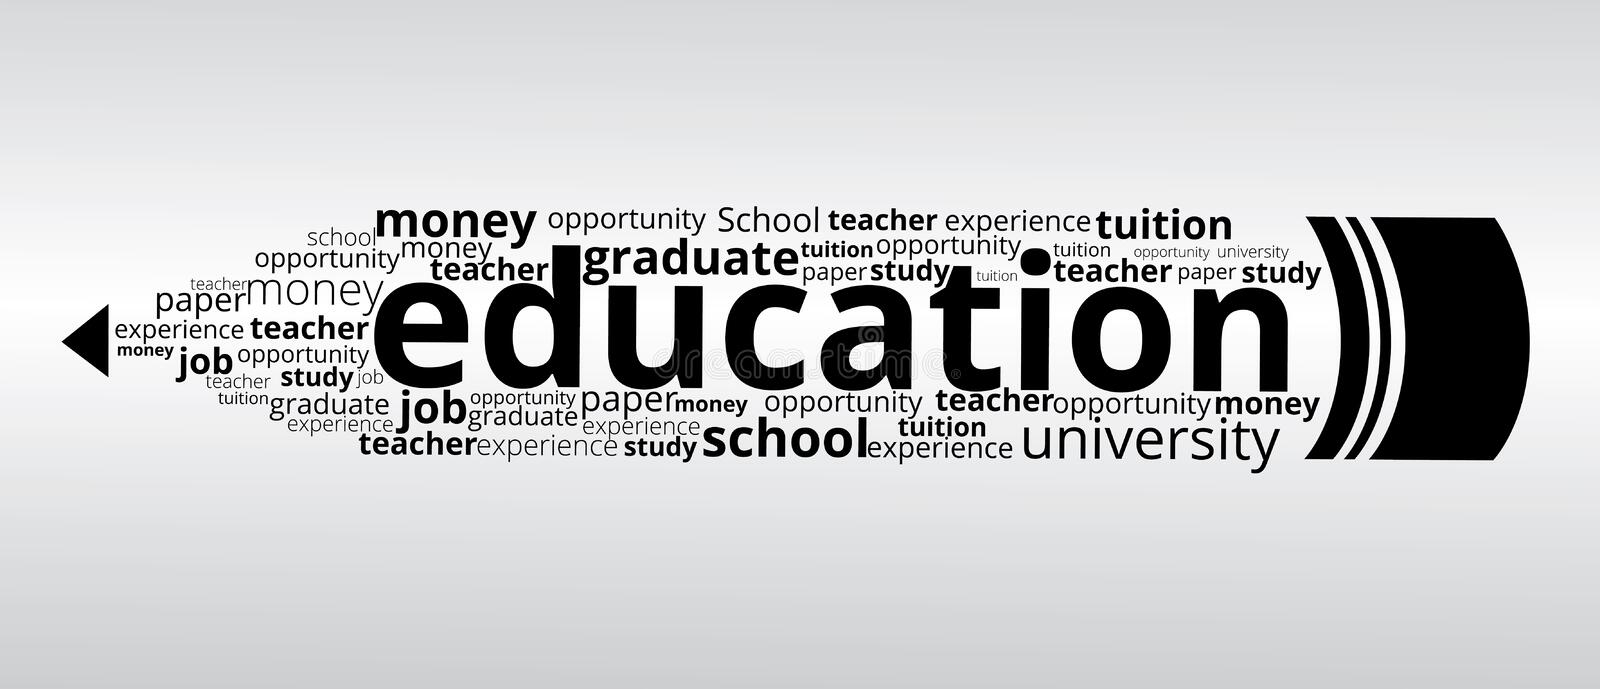 money opportunity School teacher experience tuition
school money graduate tuition opportunity tuition opportunity university
opportunity teacher paper study tuition teacher paper study
teacher money
paper education
experience teacher
money job opportunity
teacher study job
tuition graduate job opportunity paper money opportunity teacher opportunity money
experience graduate experience tuition
teacher experience study school experience university
dreamstime